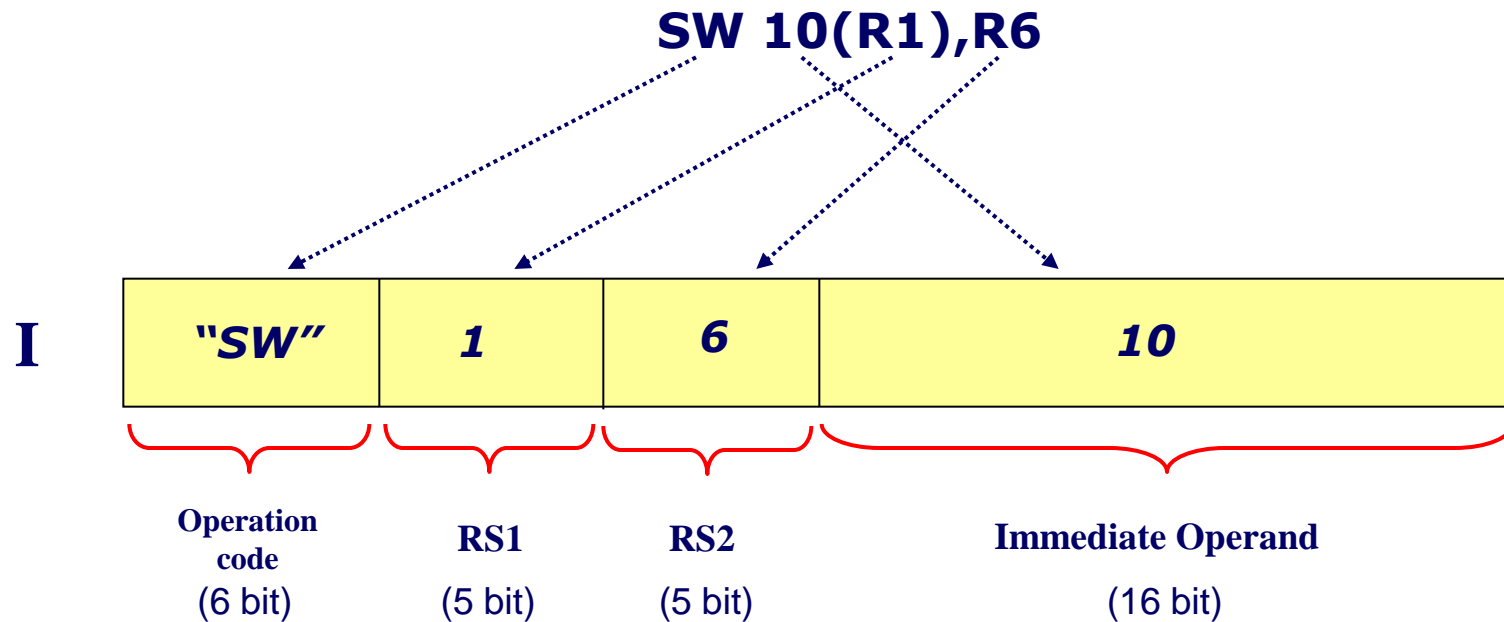 SW 10(R1),R6
I
“SW”
1
6
10
Operation
code
(6 bit)
RS1
(5 bit)
RS2
(5 bit)
Immediate Operand
(16 bit)